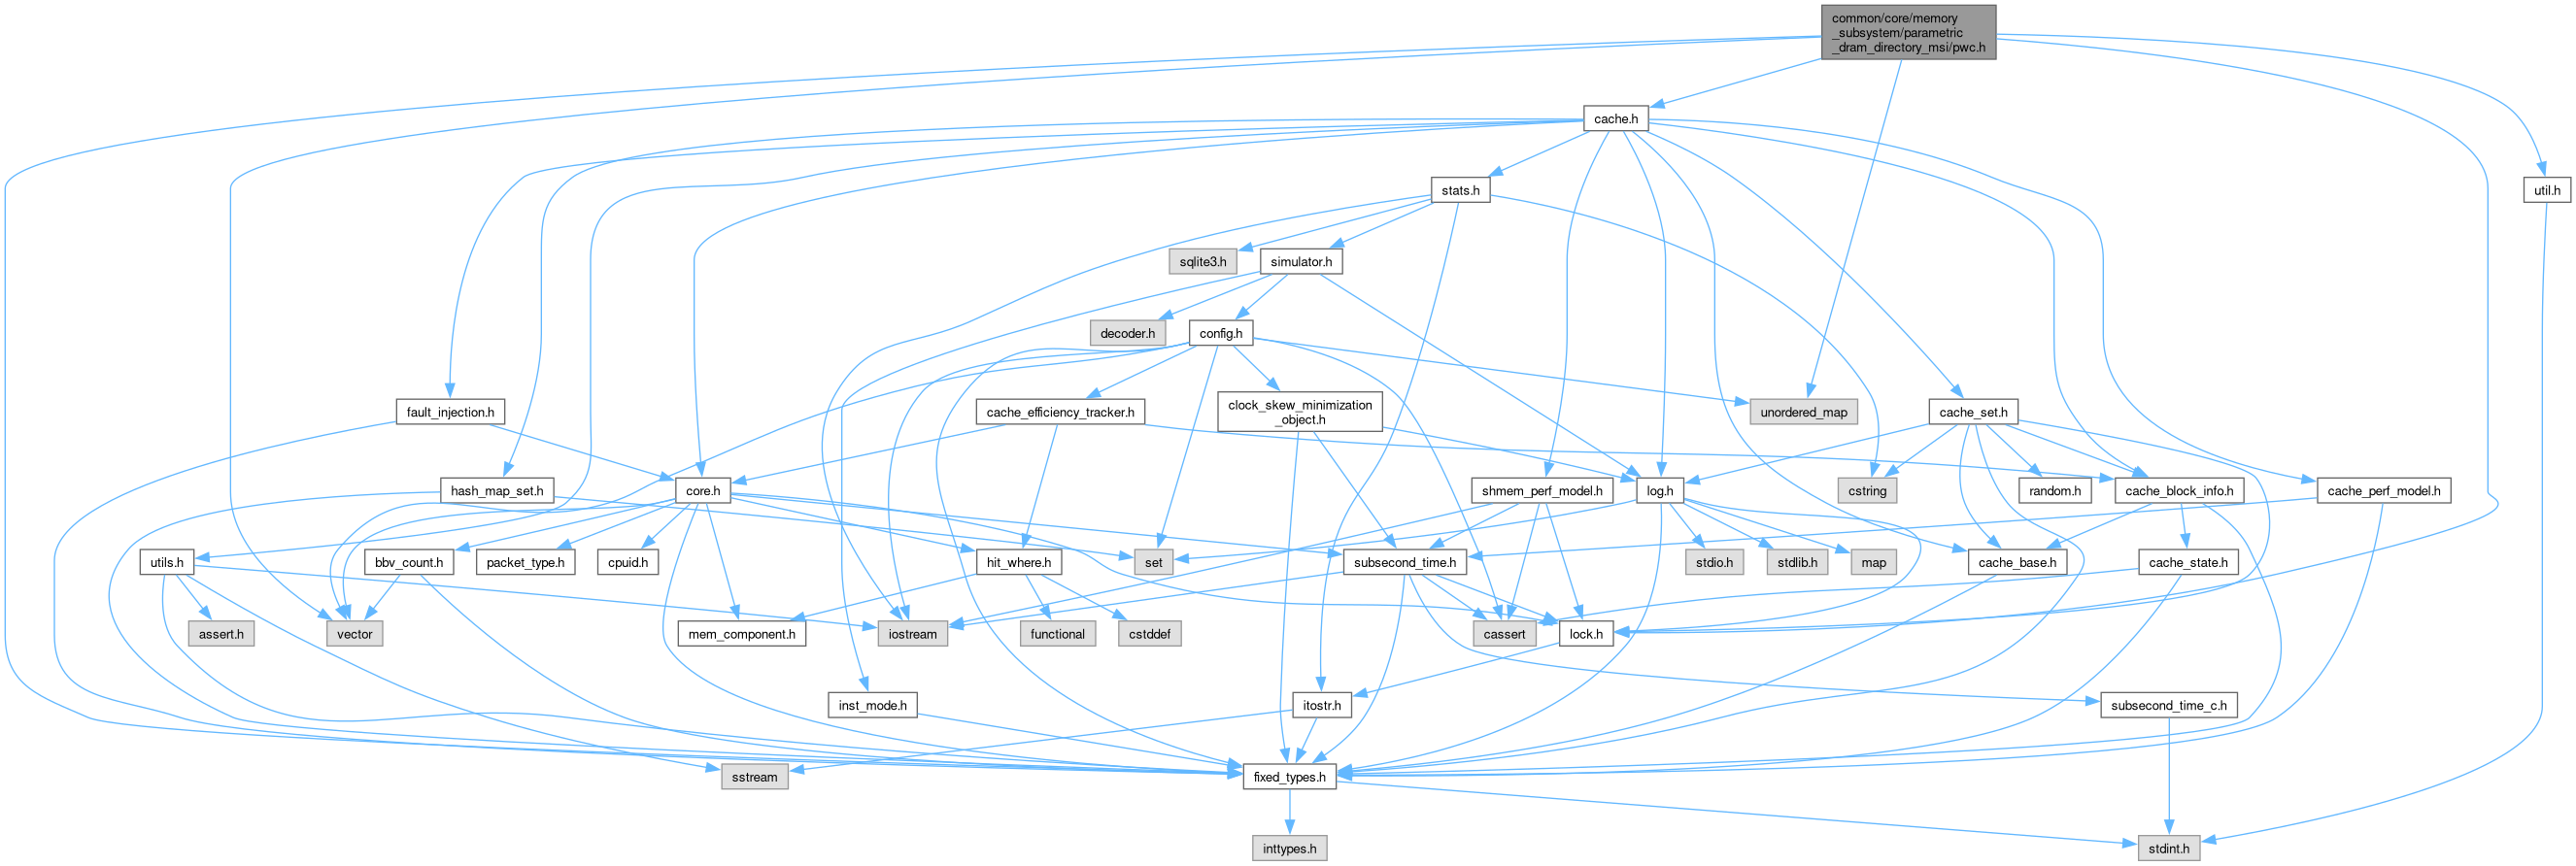 common/core/memory
_subsystem/parametric
_dram_directory_msi/pwc.h
cache.h
stats.h
util.h
sqlite3.h
simulator.h
decoder.h
config.h
fault_injection.h
cache_efficiency_tracker.h
clock_skew_minimization
_object.h
unordered_map
cache_set.h
hash_map_set.h
core.h
shmem_perf_model.h
log.h
cstring
random.h
cache_block_info.h
cache_perf_model.h
utils.h
bbv_count.h
packet_type.h
cpuid.h
hit_where.h
set
subsecond_time.h
stdio.h
stdlib.h
map
cache_base.h
cache_state.h
assert.h
vector
mem_component.h
iostream
functional
cstddef
cassert
lock.h
inst_mode.h
itostr.h
subsecond_time_c.h
sstream
fixed_types.h
inttypes.h
stdint.h